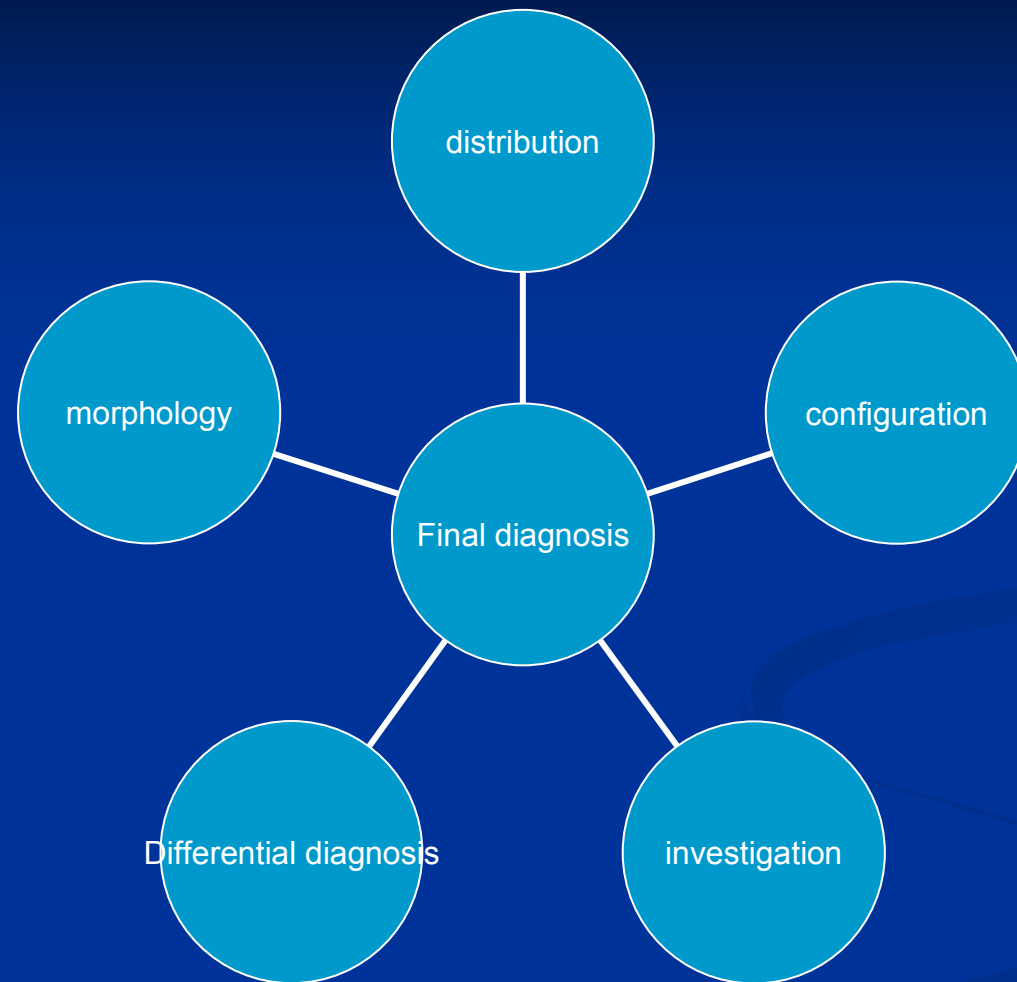 distribution
morphology
configuration
Final diagnosis
Differential diagnosis
investigation